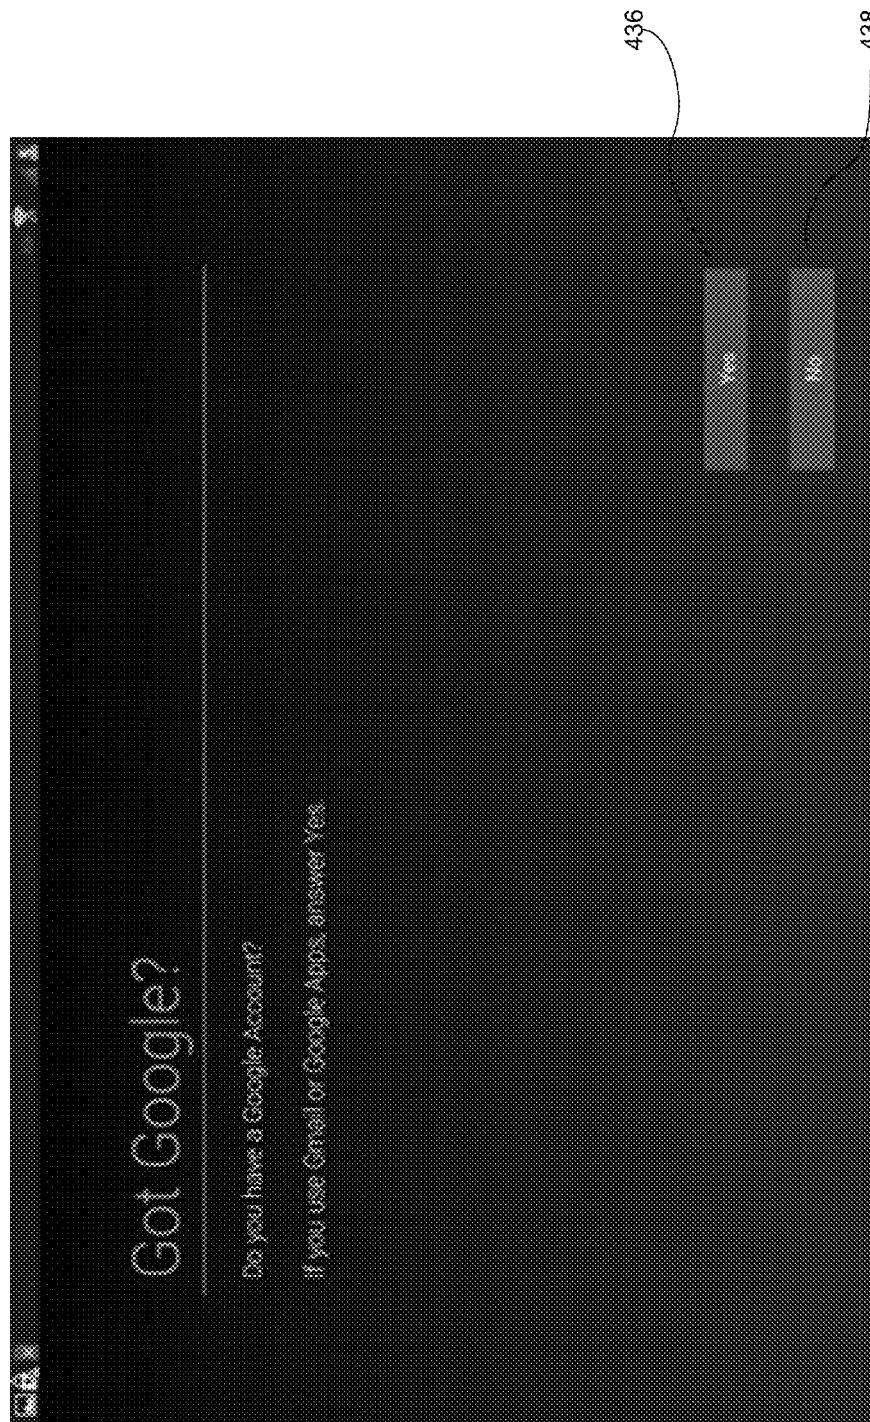 Got Google?
Do you have a Google Account?
If you use Gmail or Google Apps, answer Yes.
Yes
No
436
438